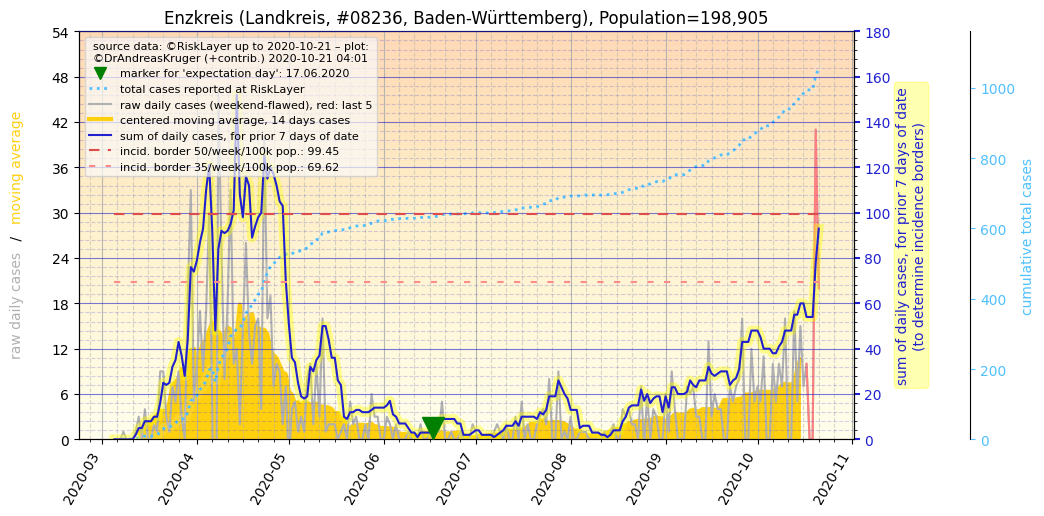 Enzkreis (Landkreis, #08236, Baden-Württemberg), Population=198,905
source data: ©RiskLayer up to 2020-10-21 – plot:
©DrAndreasKruger (+contrib.) 2020-10-21 04:01
marker for 'expectation day': 17.06.2020
total cases reported at RiskLayer
raw daily cases (weekend-flawed), red: last 5
centered moving average, 14 days cases
sum of daily cases, for prior 7 days of date
incid. border 50/week/100k pop.: 99.45
incid. border 35/week/100k pop.: 69.62
raw daily cases / moving average
54
48
42
36
30
24
18
12
6
0
2020-03
2020-04
2020-05
2020-06
2020-07
2020-08
2020-09
2020-10
2020-11
180
160
140
120
100
80
60
40
20
0
sum of daily cases, for prior 7 days of date
(to determine incidence borders)
1000
800
600
400
200
0
cumulative total cases